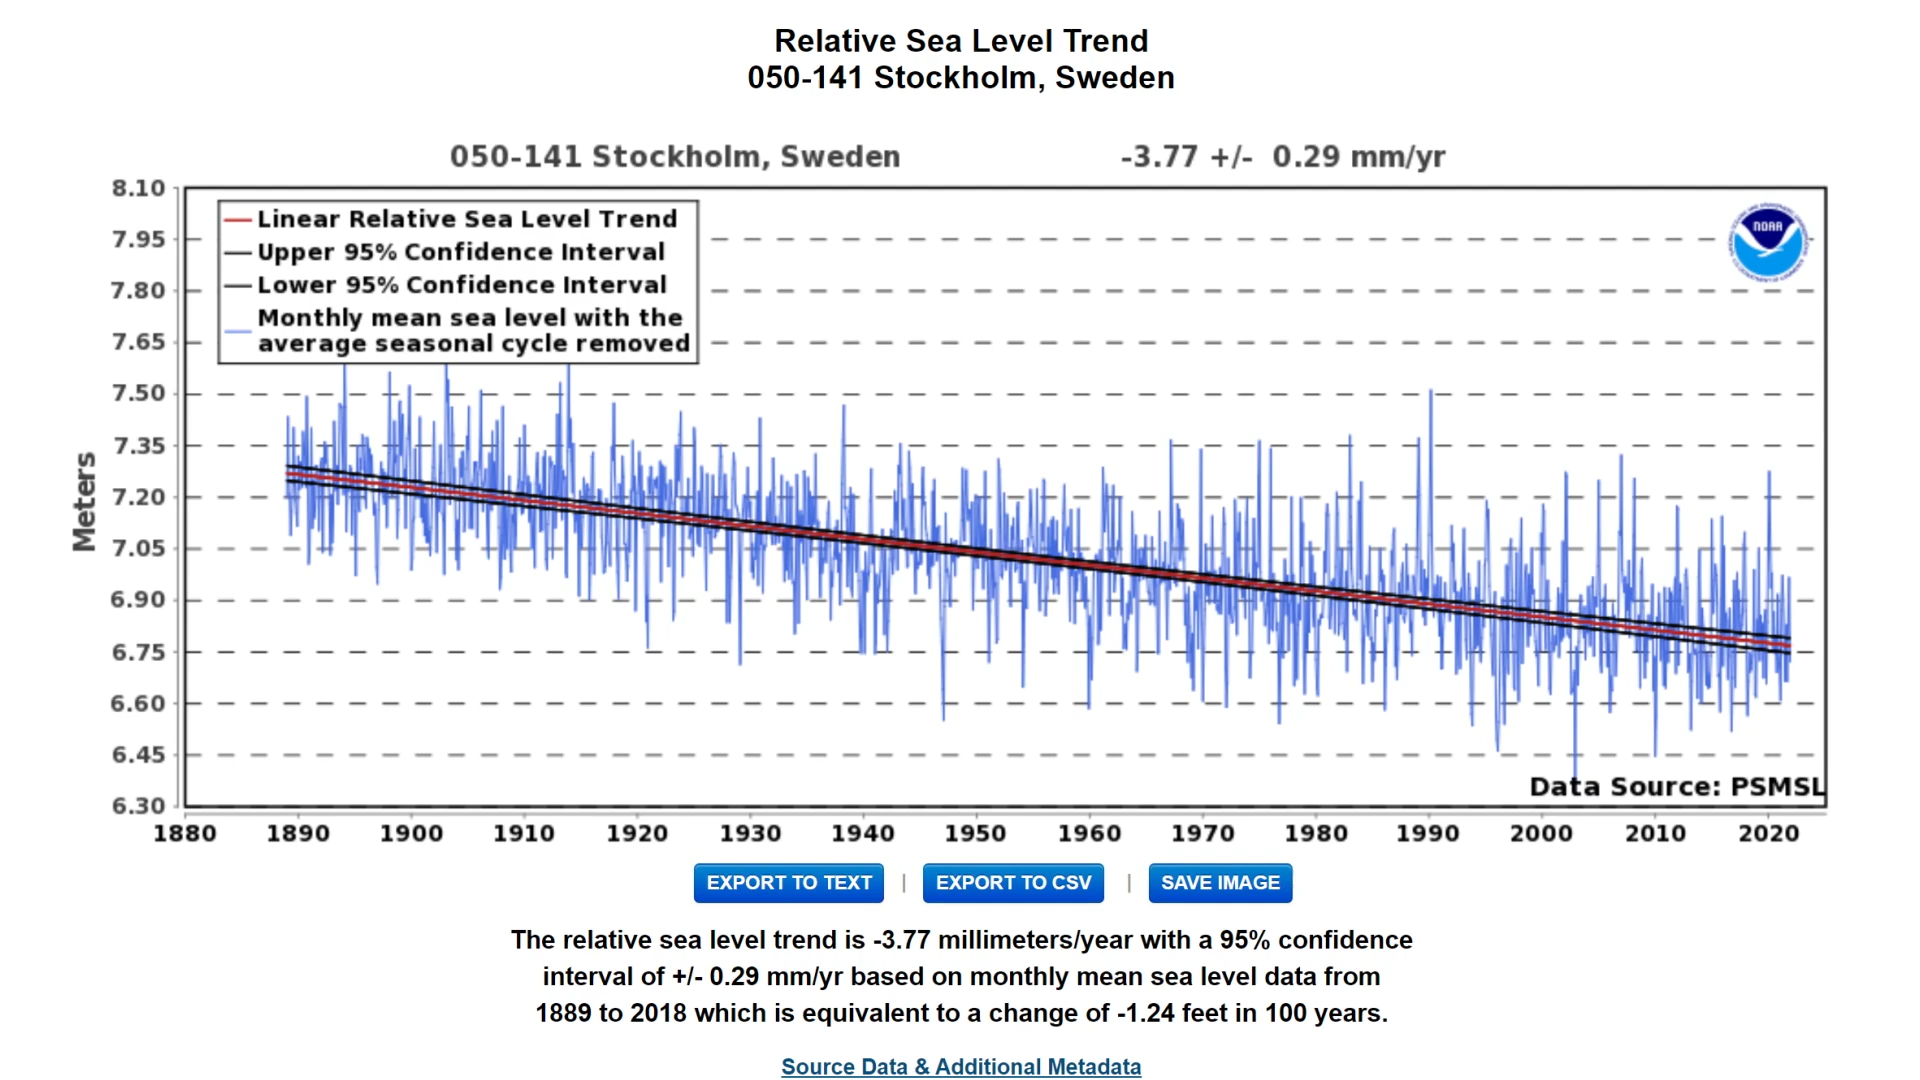 Relative Sea Level Trend
050-141 Stockholm, Sweden
050-141 Stockholm, Sweden -3.77 +/- 0.29 mm/yr
8.10
7.95
7.80
7.65
7.50
7.35
7.20
7.05
6.90
6.75
6.60
6.45
6.30
Meters
Linear Relative Sea Level Trend
Upper 95% Confidence Interval
Lower 95% Confidence Interval
Monthly mean sea level with the
average seasonal cycle removed
NOAA
Data Source: PSMSL
1880 1890 1900 1910 1920 1930 1940 1950 1960 1970 1980 1990 2000 2010 2020
EXPORT TO TEXT | EXPORT TO CSV | SAVE IMAGE
The relative sea level trend is -3.77 millimeters/year with a 95% confidence
interval of +/- 0.29 mm/yr based on monthly mean sea level data from
1889 to 2018 which is equivalent to a change of -1.24 feet in 100 years.
Source Data & Additional Metadata